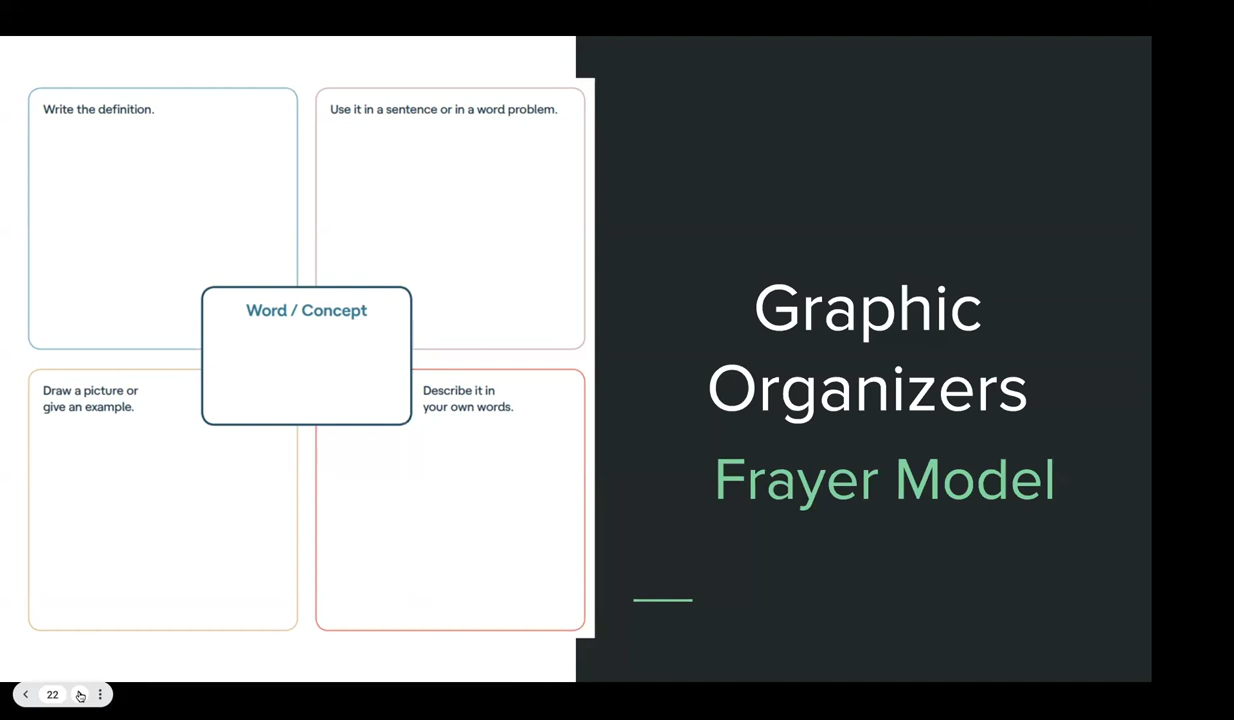 Write the definition.
Use it in a sentence or in a word problem.
Word / Concept
Draw a picture or
give an example.
Describe it in
your own words.
Graphic
Organizers
Frayer Model
22